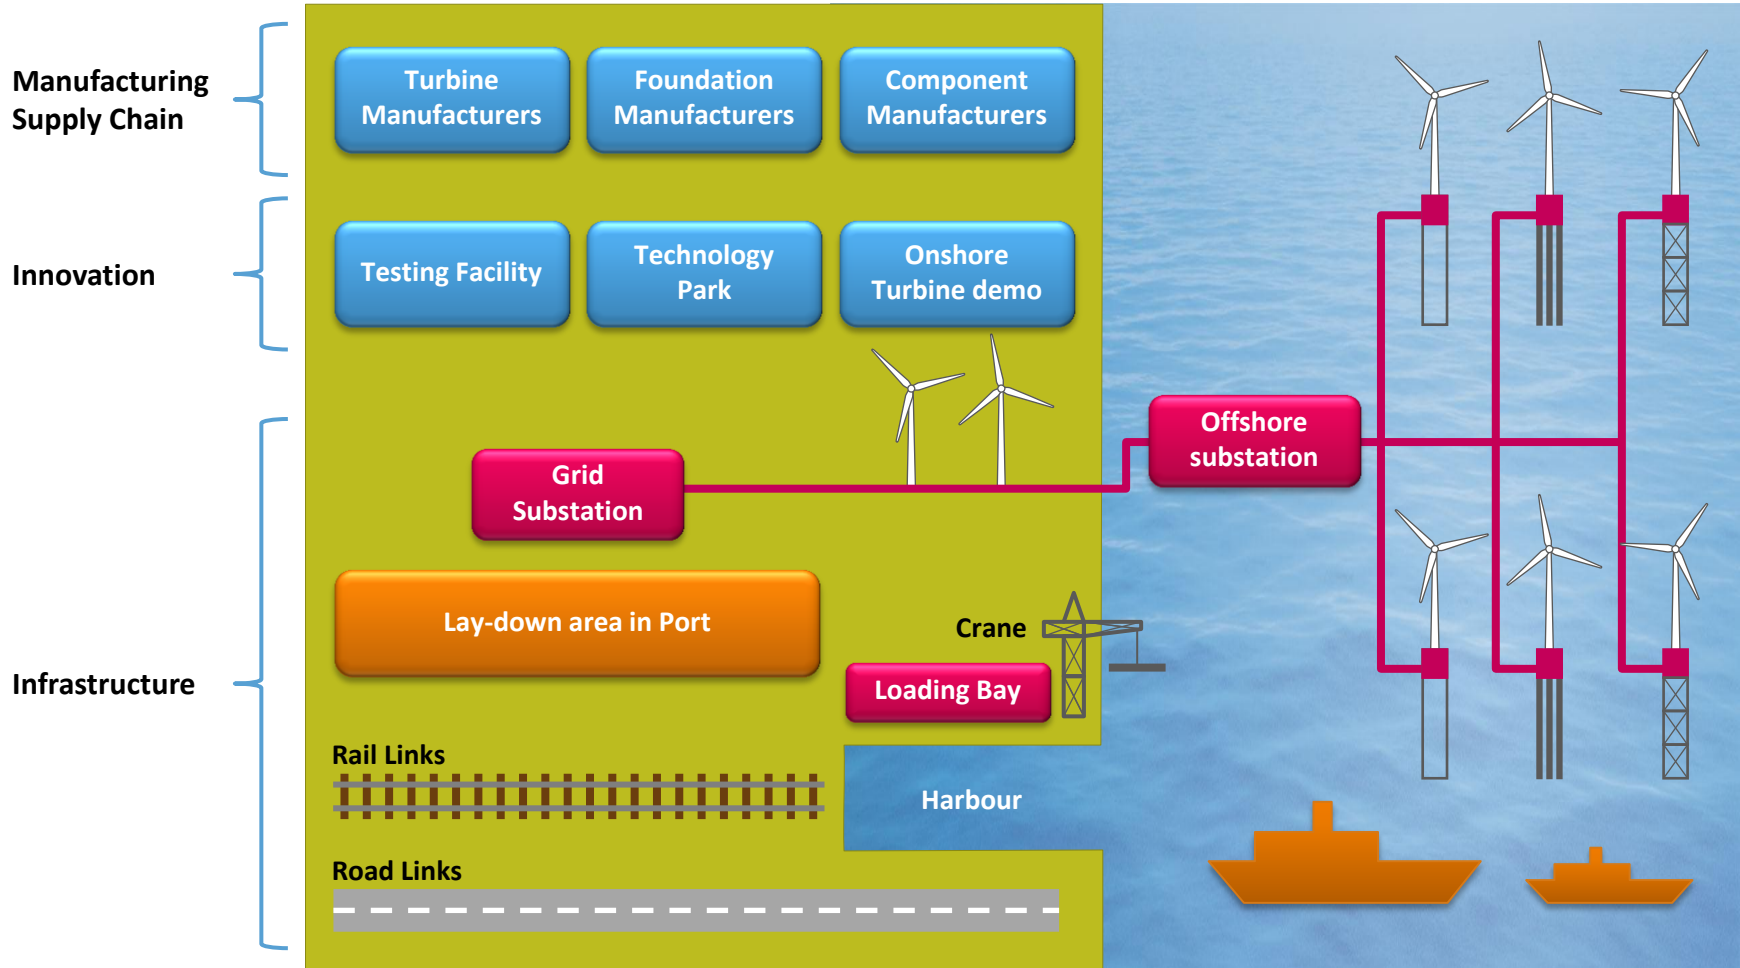 Manufacturing
Supply Chain
Turbine
Manufacturers
Foundation
Manufacturers
Component
Manufacturers
Innovation
Testing Facility
Technology
Park
Onshore
Turbine demo
Offshore
substation
Grid
Substation
Infrastructure
Lay-down area in Port
Crane
Loading Bay
Rail Links
Harbour
Road Links